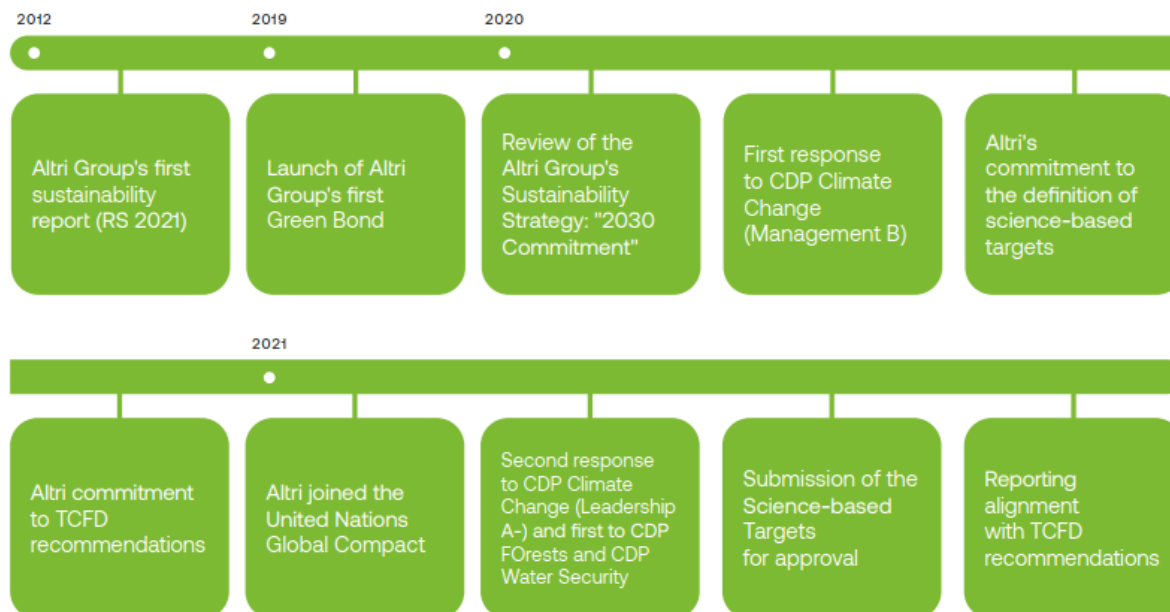 2012
2019
2020
Altri Group's first
sustainability
report (RS 2021)
Launch of Altri
Group's first
Green Bond
Review of the
Altri Group's
Sustainability
Strategy: "2030
Commitment"
First response
to CDP Climate
Change
(Management B)
Altri's
commitment to
the definition of
science-based
targets
2021
Altri commitment
to TCFD
recommendations
Altri joined the
United Nations
Global Compact
Second response
to CDP Climate
Change (Leadership
A-) and first to CDP
FOrests and CDP
Water Security
Submission of the
Science-based
Targets
for approval
Reporting
alignment
with TCFD
recommendations